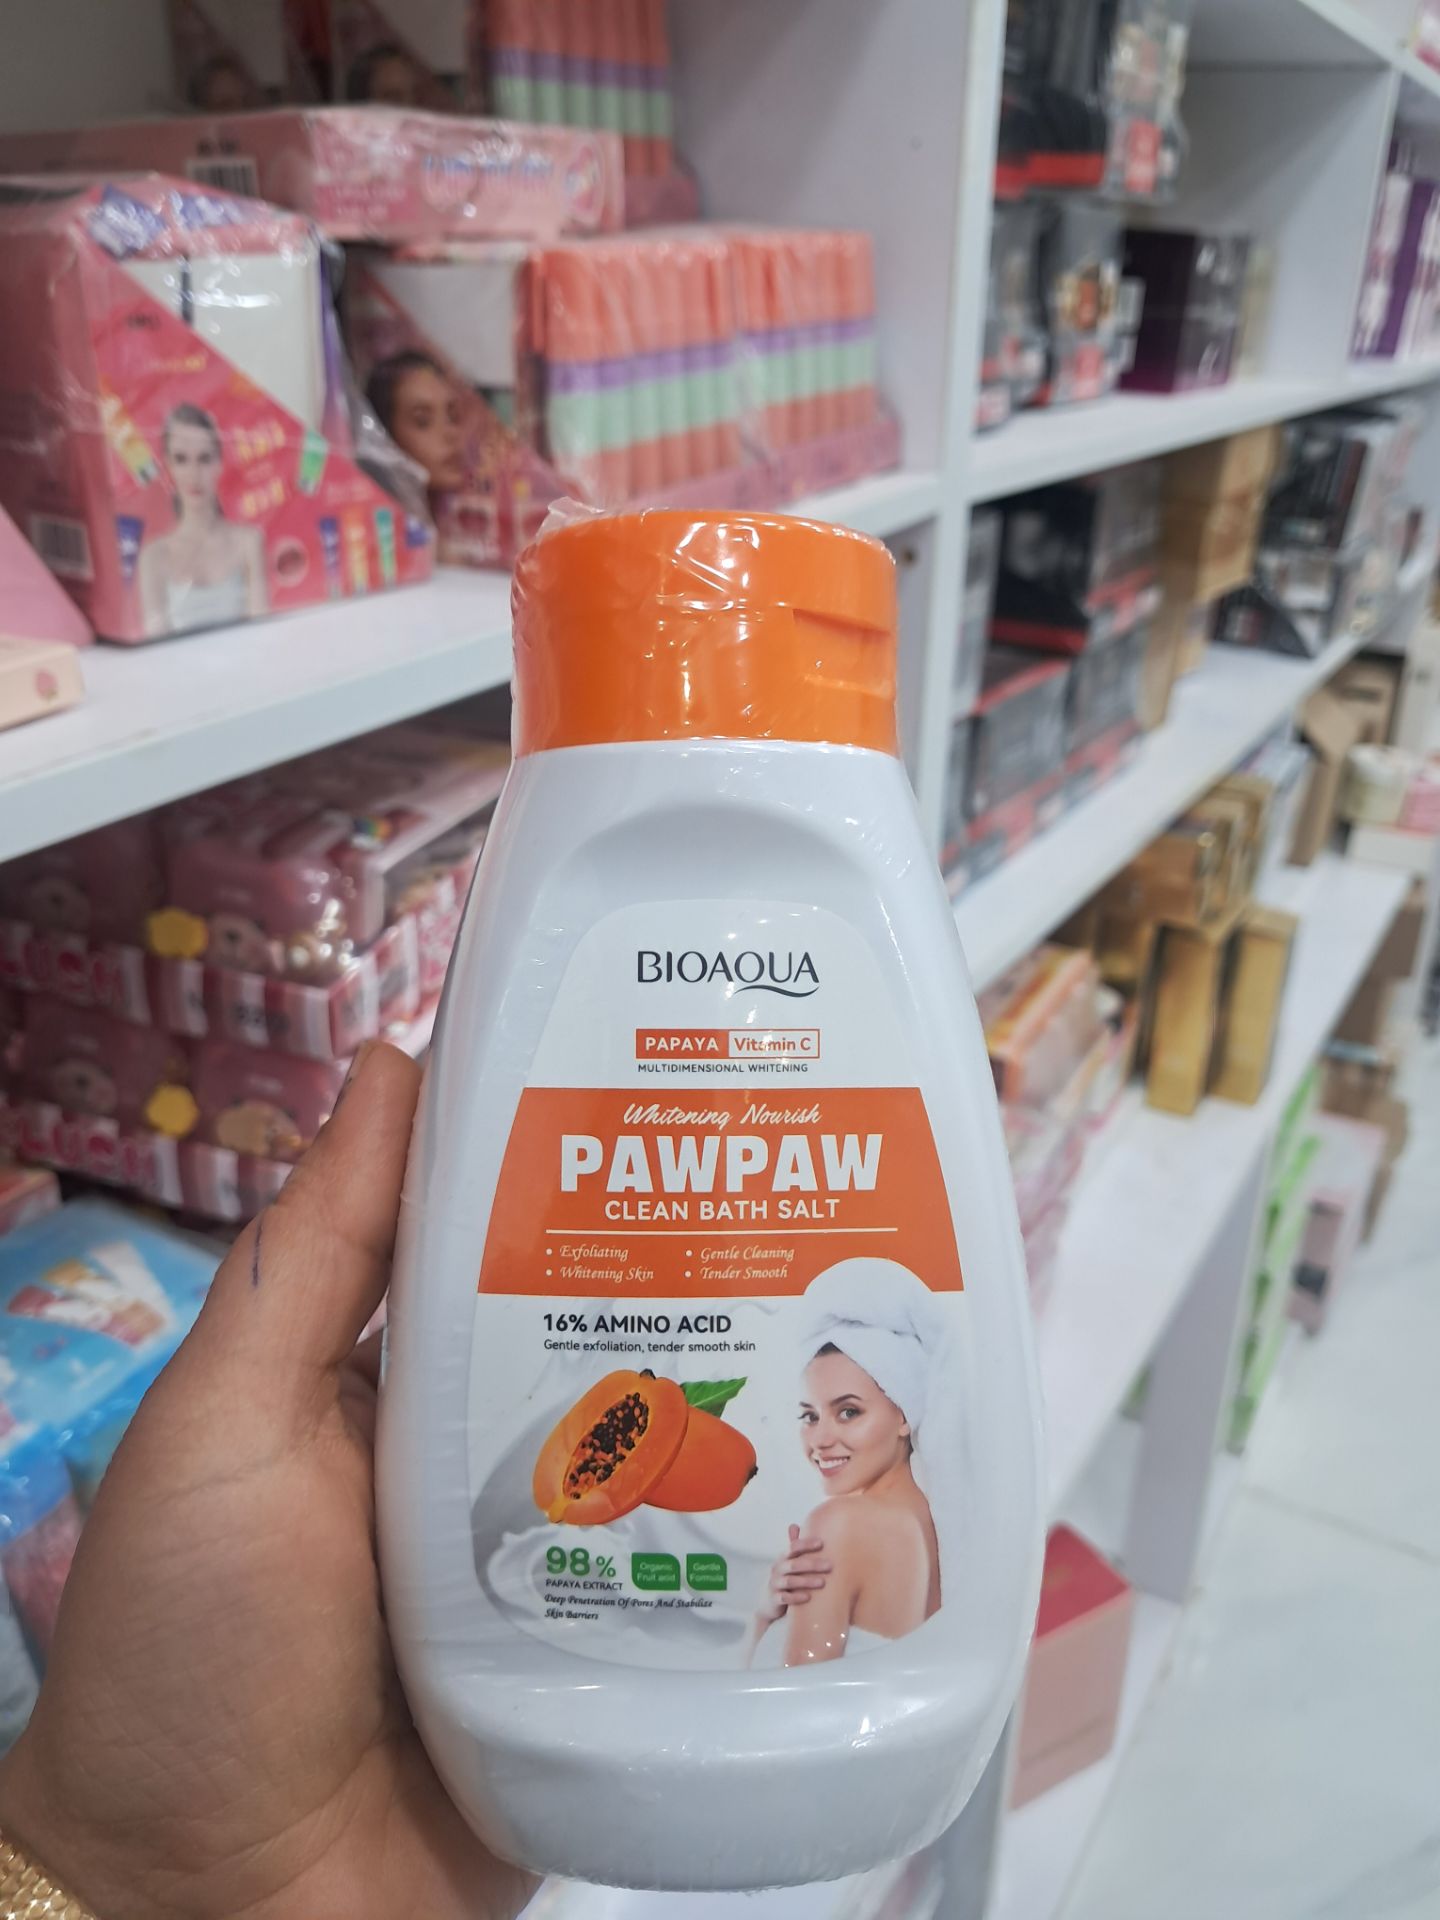 BIOAQUA
PAPAYA Vitamin C
MULTIDIMENSIONAL WHITENING
Whitening Nourish
PAWPAW
CLEAN BATH SALT
• Exfoliating • Gentle Cleaning
• Whitening Skin • Tender Smooth
16% AMINO ACID
Gentle exfoliation, tender smooth skin
98%
PAPAYA EXTRACT
Organic
Fruit acid
Gentle
Formula
Deep Penetration Of Pores And Stabilize
Skin Barriers